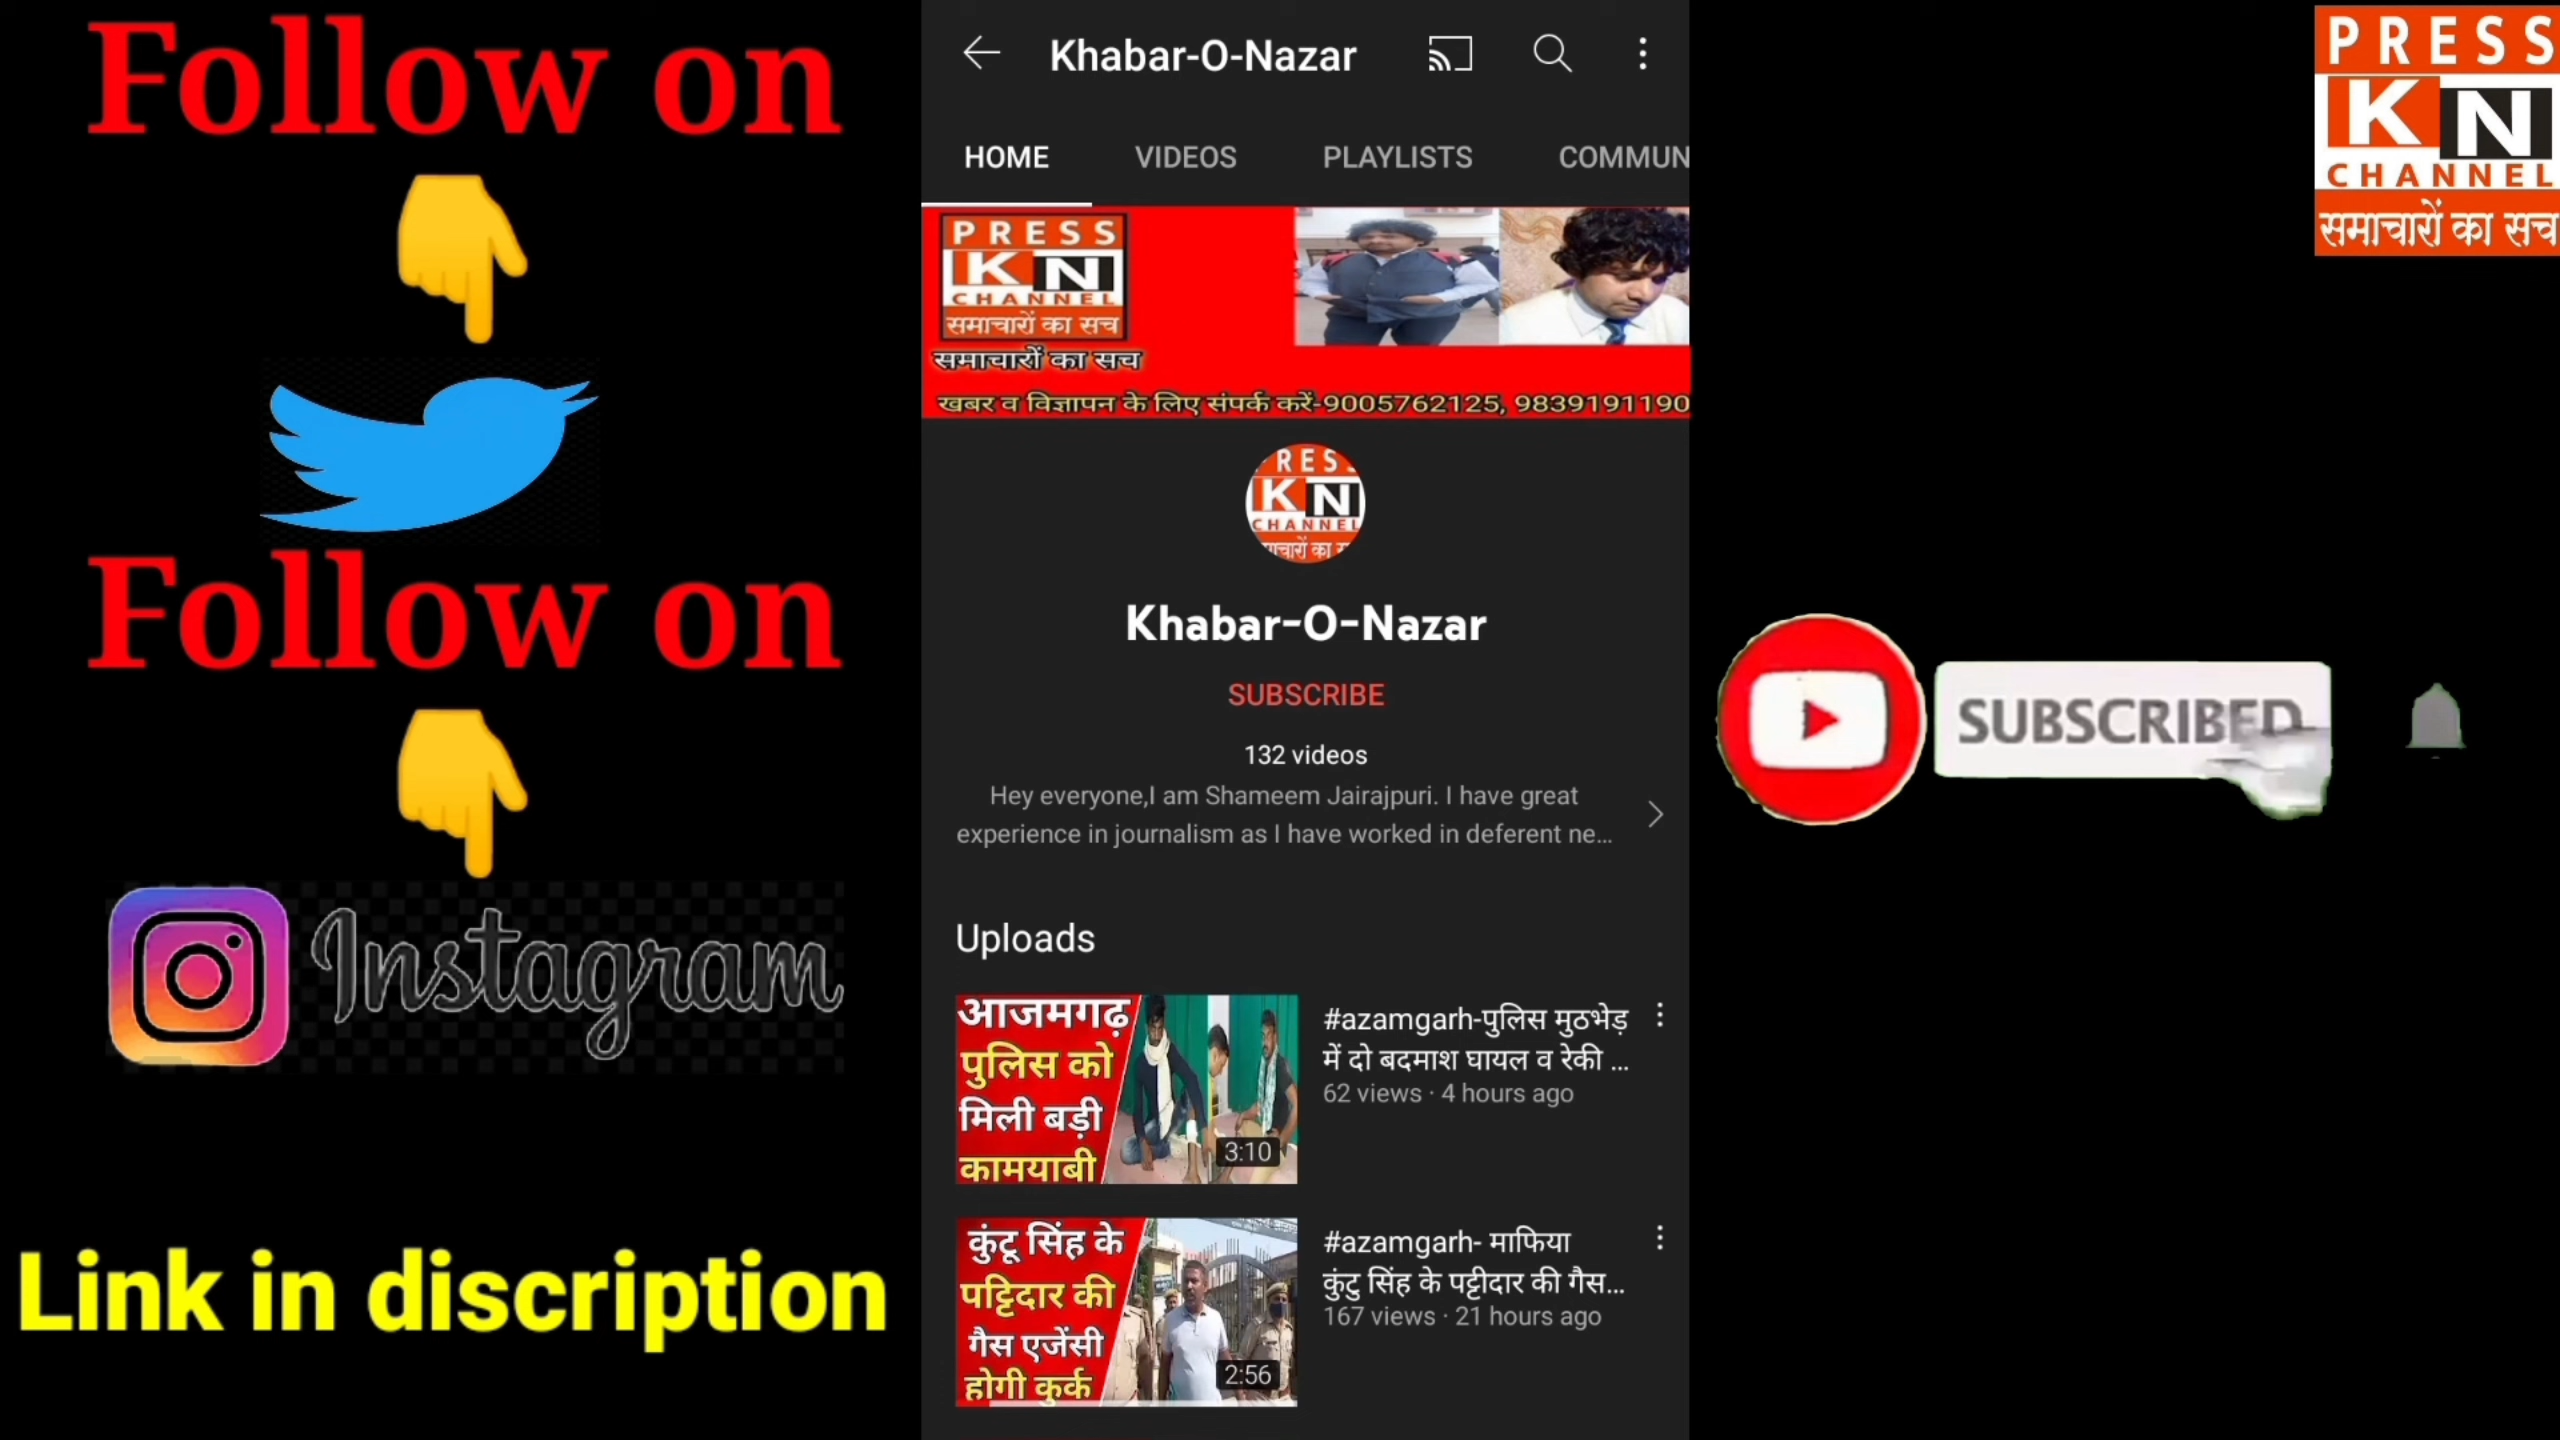 Follow on
Follow on
Instagram
Link in discription
Khabar-O-Nazar
HOME VIDEOS PLAYLISTS COMMUN
PRESS
KN
CHANNEL
समाचारों का सच
समाचारों का सच
खबर व विज्ञापन के लिए संपर्क करें-9005762125, 9839191190
RESS
KN
CHANNEL
Khabar-O-Nazar
SUBSCRIBE
132 videos
Hey everyone,I am Shameem Jairajpuri. I have great
experience in journalism as I have worked in deferent ne...
Uploads
आजमगढ़
पुलिस को
मिली बड़ी
कामयाबी
3:10
#azamgarh-पुलिस मुठभेड़
में दो बदमाश घायल व रेकी ...
62 views · 4 hours ago
कुंटू सिंह के
पट्टिदार की
गैस एजेंसी
होगी कुर्क
2:56
#azamgarh- माफिया
कुंटु सिंह के पट्टीदार की गैस...
167 views · 21 hours ago
PRESS
KN
CHANNEL
समाचारों का सच
SUBSCRIBED